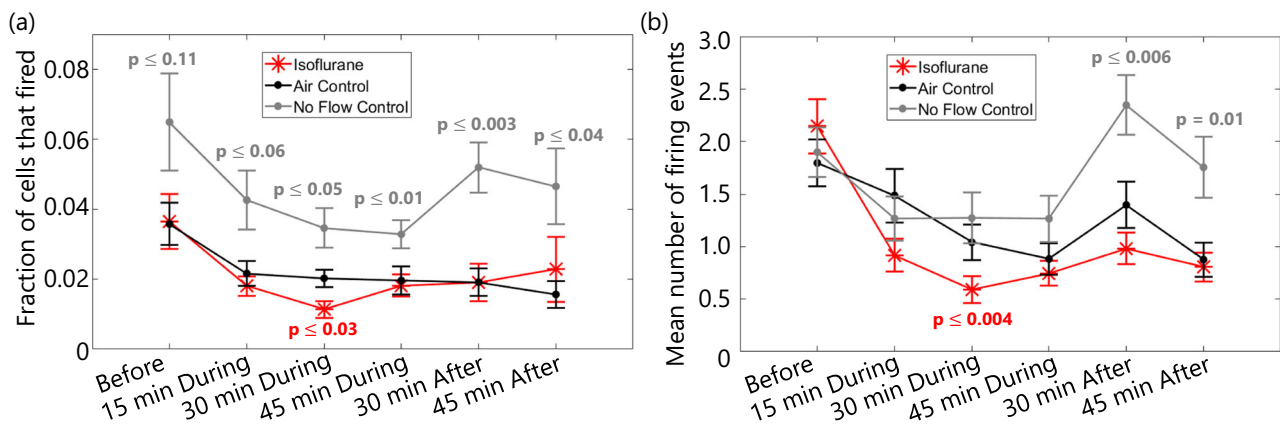 (a)
Fraction of cells that fired
0.08
0.06
0.04
0.02
0
p ≤ 0.11
p ≤ 0.06
p ≤ 0.05
p ≤ 0.01
p ≤ 0.003
p ≤ 0.04
p ≤ 0.03
Isoflurane
Air Control
No Flow Control
Before
15 min During
30 min During
45 min During
30 min After
45 min After
(b)
Mean number of firing events
3.0
2.5
2.0
1.5
1.0
0.5
0
Isoflurane
Air Control
No Flow Control
p ≤ 0.006
p = 0.01
p ≤ 0.004
Before
15 min During
30 min During
45 min During
30 min After
45 min After